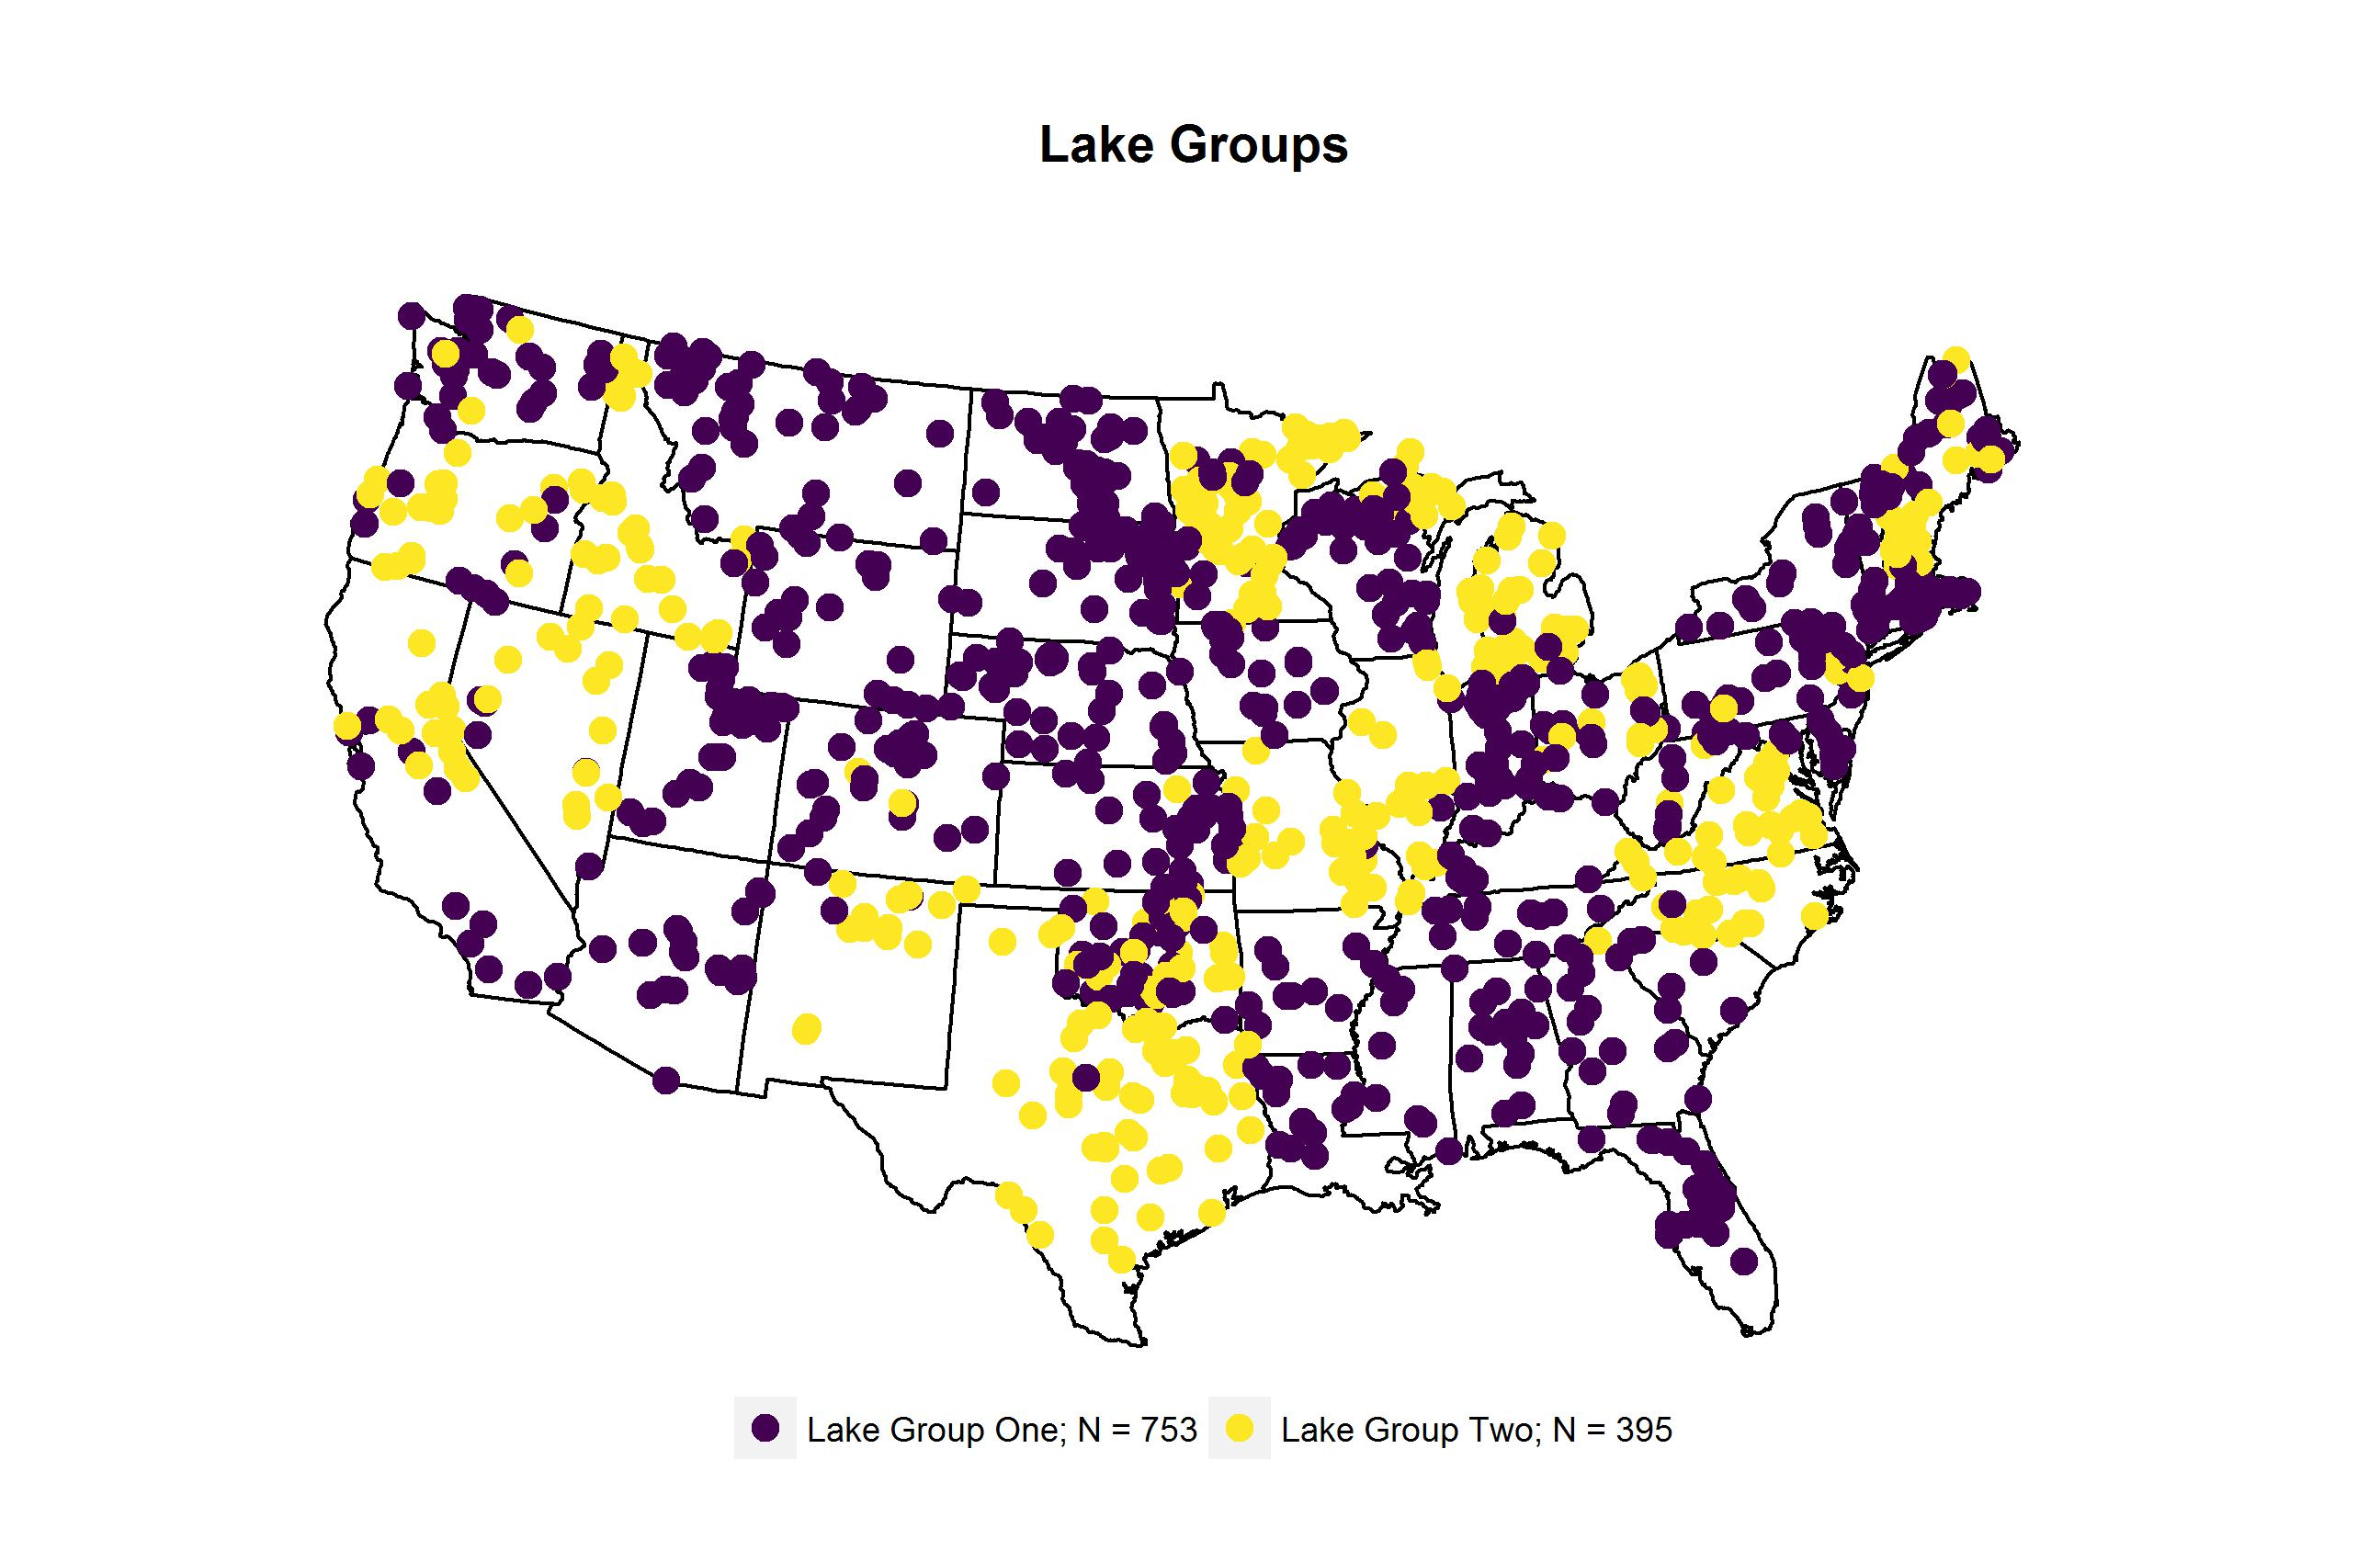 Lake Groups
Lake Group One; N = 753 Lake Group Two; N = 395